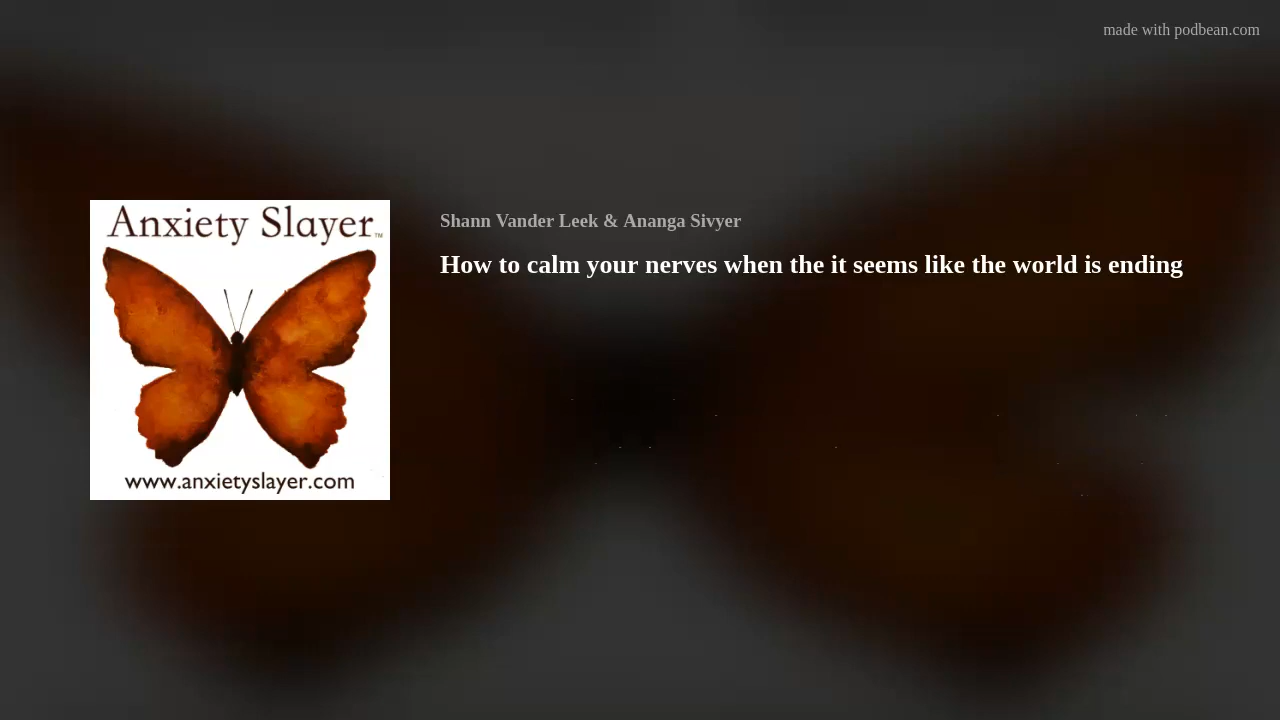 made with podbean.com
Anxiety Slayer™
www.anxietyslayer.com
Shann Vander Leek & Ananga Sivyer
How to calm your nerves when the it seems like the world is ending